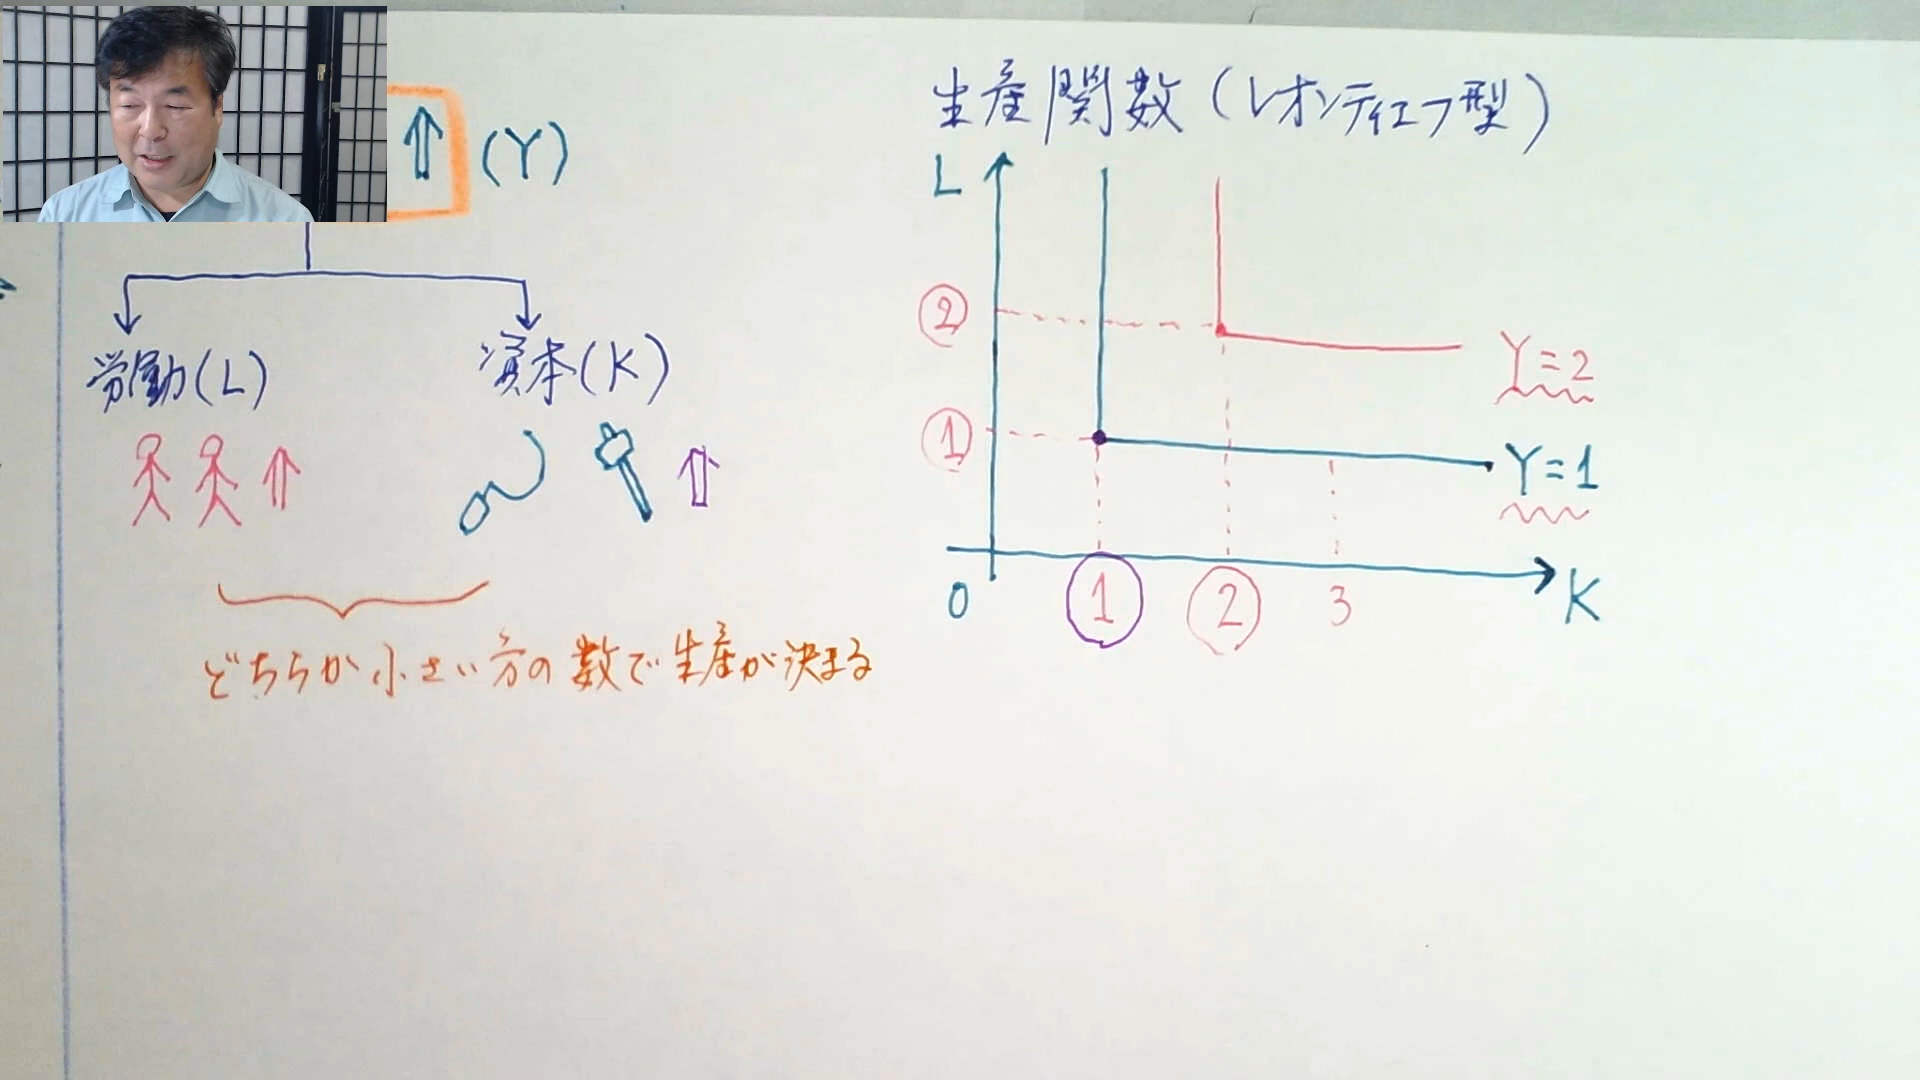 (Y)
労働(L)
資本(K)
どちらか小さい方の数で生産が決まる
生産関数(レオンティエフ型)
L
②
Y=2
①
Y=1
0
①
②
3
K